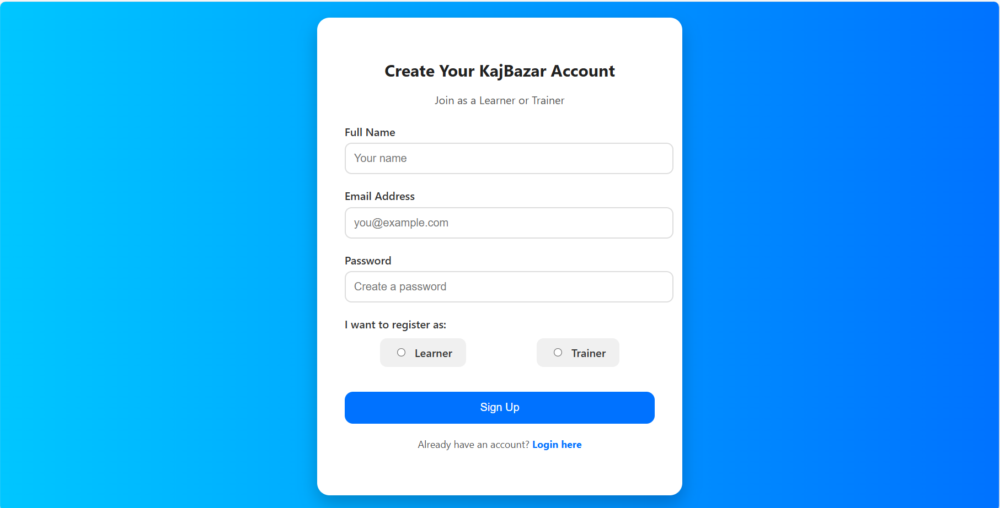 Create Your KajBazar Account
Join as a Learner or Trainer
Full Name
Your name
Email Address
you@example.com
Password
Create a password
I want to register as:
Learner Trainer
Sign Up
Already have an account? Login here